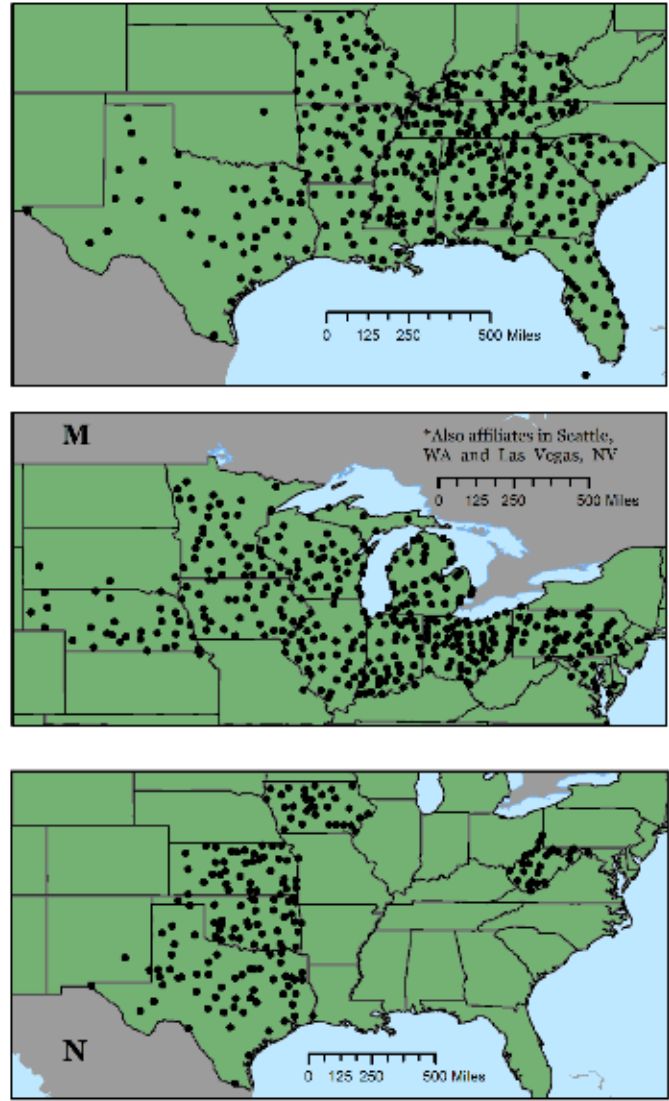 0 125 250 500 Miles
M
*Also affiliates in Seattle,
WA and Las Vegas, NV
0 125 250 500 Miles
N
0 125 250 500 Miles